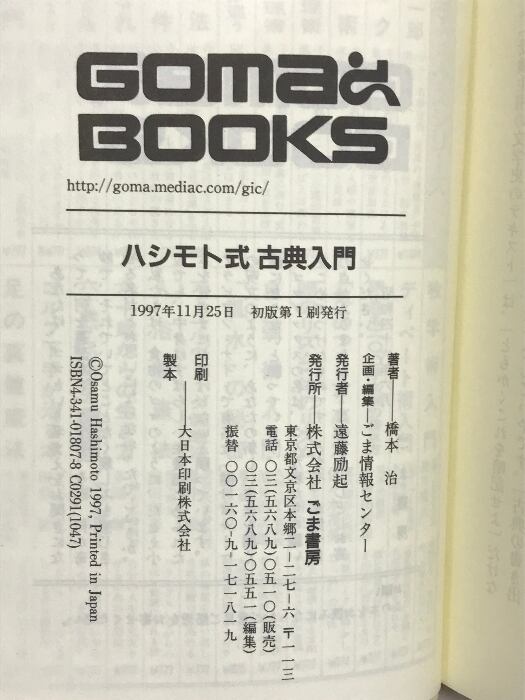 GOMA
BOOKS
http://goma.mediac.com/gic/
ハシモト式 古典入門
1997年11月25日 初版第1刷発行
著者──橋本 治
企画・編集──ごま情報センター
発行者──遠藤励起
発行所──株式会社 ごま書房
東京都文京区本郷二−二七−六 〒一一三
電話 〇三(五六八九)〇五一〇(販売)
〇三(五六八九)〇五五一(編集)
振替 〇〇一六〇-九-一七一八一九
印刷
製本──大日本印刷株式会社
©Osamu Hashimoto 1997, Printed in Japan
ISBN4-341-01807-8 C0291(1047)